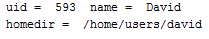 uid =  593  name =  David
homedir =  /home/users/david